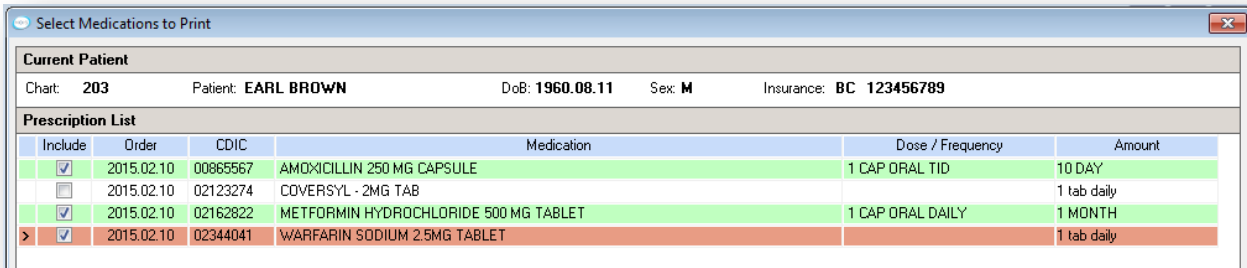 Select Medications to Print
Current Patient
Chart: 203 Patient: EARL BROWN DoB: 1960.08.11 Sex: M Insurance: BC 123456789
Prescription List
Include Order CDIC Medication Dose / Frequency Amount
2015.02.10 00865567 AMOXICILLIN 250 MG CAPSULE 1 CAP ORAL TID 10 DAY
2015.02.10 02123274 COVERSYL - 2MG TAB 1 tab daily
2015.02.10 02162822 METFORMIN HYDROCHLORIDE 500 MG TABLET 1 CAP ORAL DAILY 1 MONTH
> 2015.02.10 02344041 WARFARIN SODIUM 2.5MG TABLET 1 tab daily